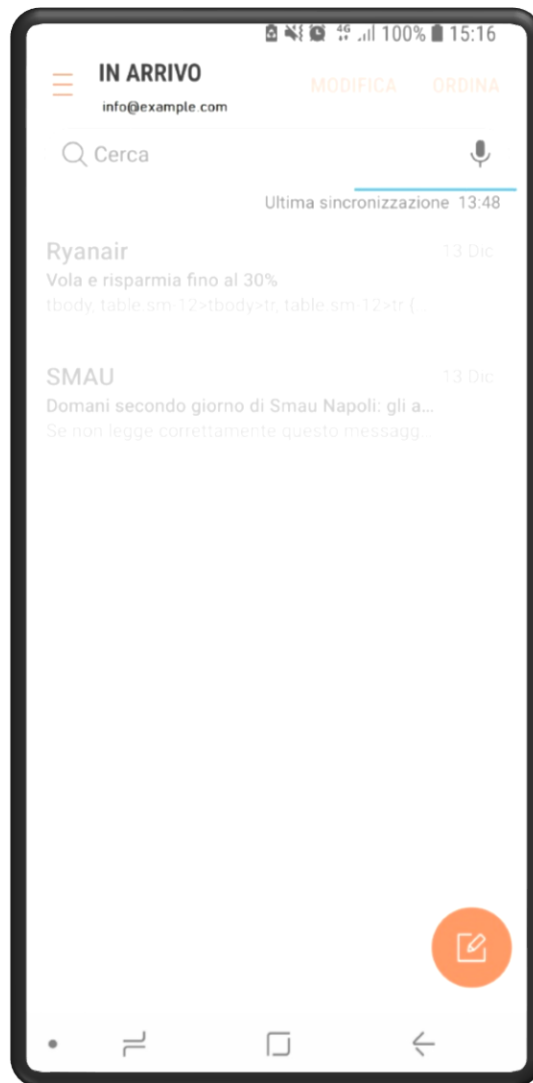 4G 100% 15:16
IN ARRIVO
MODIFICA ORDINA
info@example.com
Cerca
Ultima sincronizzazione 13:48
Ryanair 13 Dic
Vola e risparmia fino al 30%
tbody, table.sm-12>tbody>tr, table.sm-12>tr {...
SMAU 13 Dic
Domani secondo giorno di Smau Napoli: gli a...
Se non legge correttamente questo messagg...